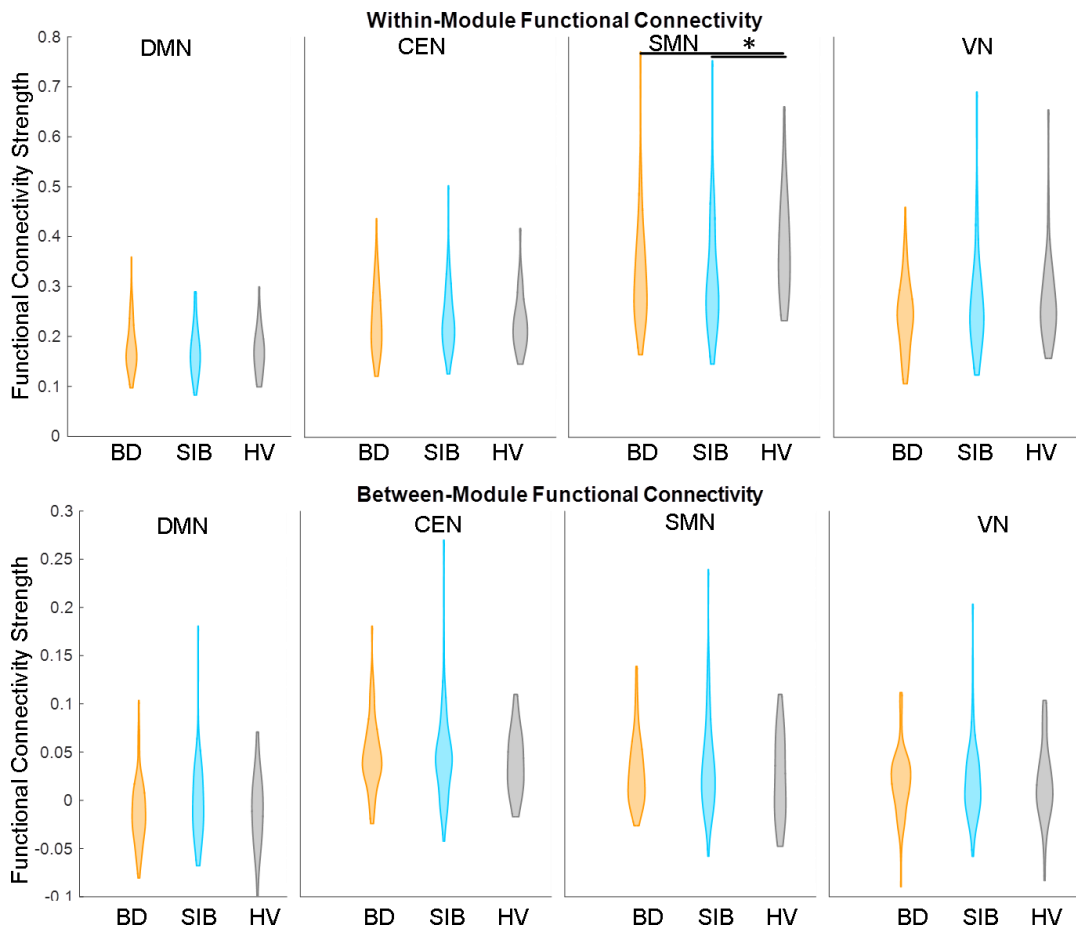 Within-Module Functional Connectivity
DMN CEN SMN VN
*
Functional Connectivity Strength
0.8
0.7
0.6
0.5
0.4
0.3
0.2
0.1
0
BD SIB HV BD SIB HV BD SIB HV BD SIB HV
Between-Module Functional Connectivity
DMN CEN SMN VN
Functional Connectivity Strength
0.3
0.25
0.2
0.15
0.1
0.05
0
-0.05
-0.1
BD SIB HV BD SIB HV BD SIB HV BD SIB HV